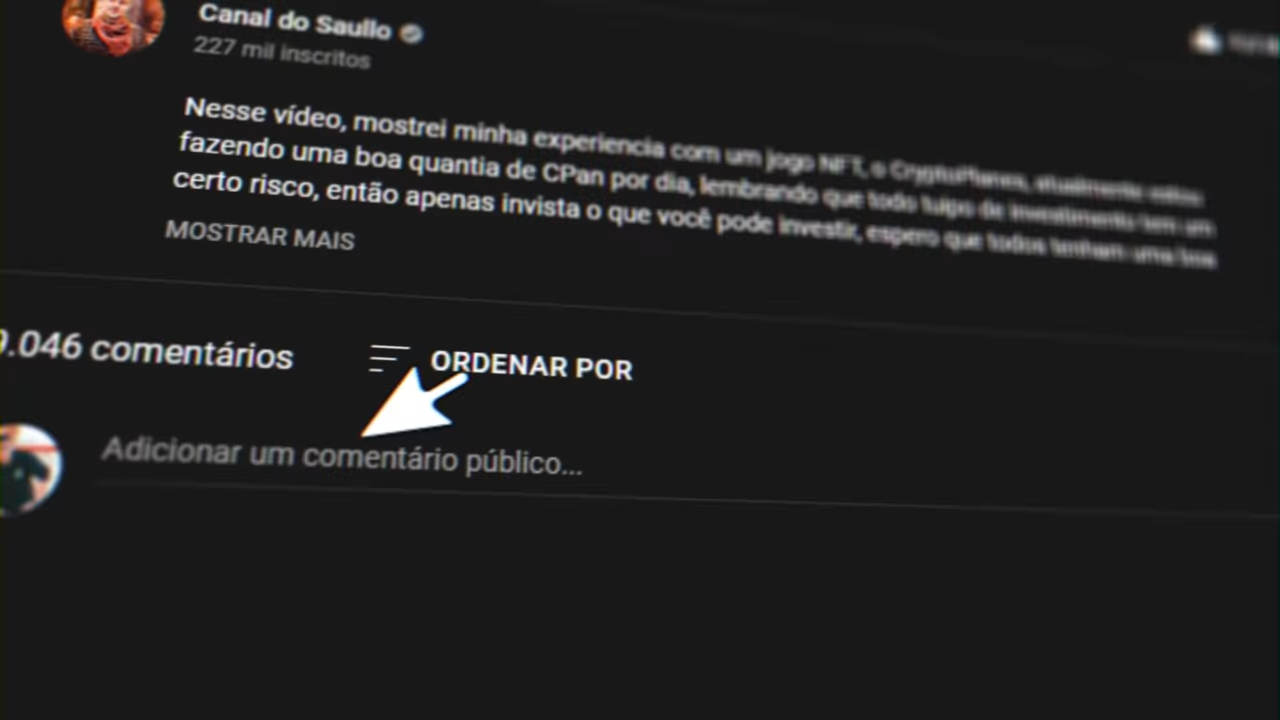 Canal do Saullo
227 mil inscritos
Nesse vídeo, mostrei minha experiencia com um jogo NFT, o CryptoPlanes, atualmente estou
fazendo uma boa quantia de CPan por dia, lembrando que todo tuipo de investimento tem um
certo risco, então apenas invista o que você pode investir, espero que todos tenham uma boa
MOSTRAR MAIS
9.046 comentários
ORDENAR POR
Adicionar um comentário público...